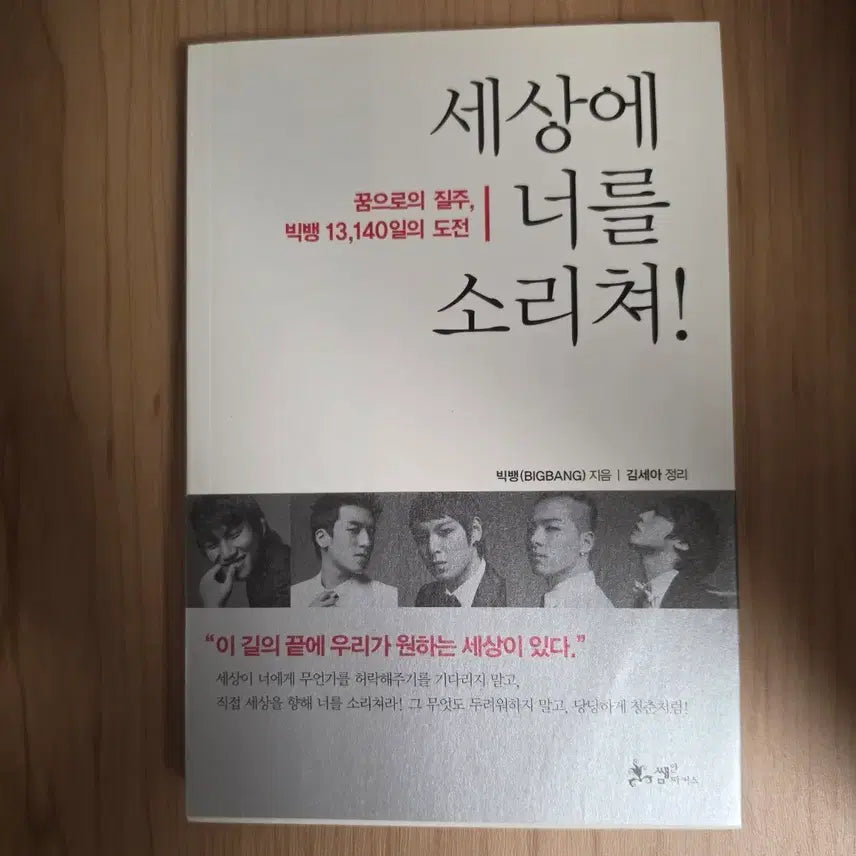 세상에
너를
소리쳐!
꿈으로의 질주,
빅뱅 13,140일의 도전
빅뱅(BIGBANG) 지음 | 김세아 정리
“이 길의 끝에 우리가 원하는 세상이 있다.”
세상이 너에게 무언가를 허락해주기를 기다리지 말고,
직접 세상을 향해 너를 소리쳐라! 그 무엇도 두려워하지 말고, 당당하게 청춘처럼!
쌤앤
파커스